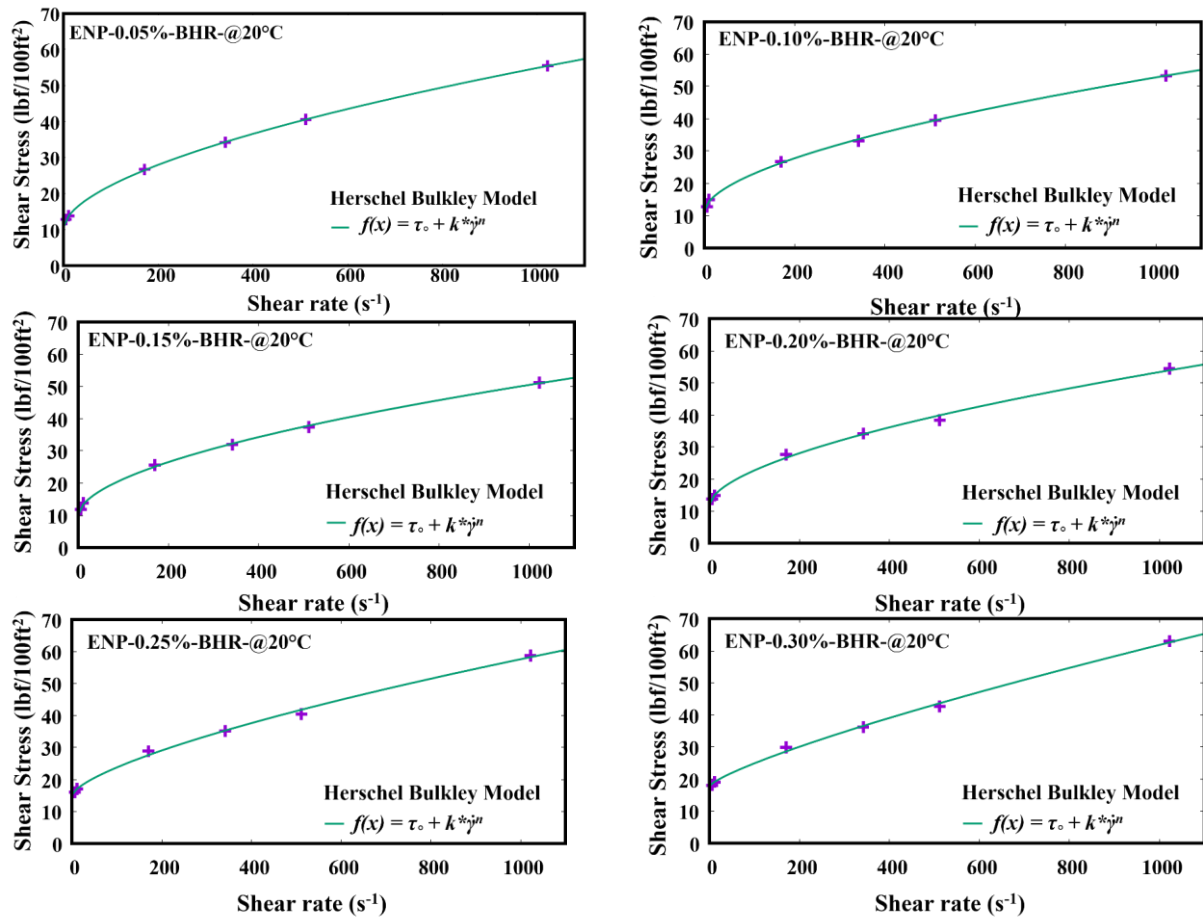 ENP-0.05%-BHR-@20°C
Shear Stress (lbf/100ft²)
70
60
50
40
30
20
10
0
Herschel Bulkley Model
f(x) = τ₀ + k*γ̇ⁿ
0 200 400 600 800 1000
Shear rate (s⁻¹)
ENP-0.10%-BHR-@20°C
Shear Stress (lbf/100ft²)
70
60
50
40
30
20
10
0
Herschel Bulkley Model
f(x) = τ₀ + k*γ̇ⁿ
0 200 400 600 800 1000
Shear rate (s⁻¹)
ENP-0.15%-BHR-@20°C
Shear Stress (lbf/100ft²)
70
60
50
40
30
20
10
0
Herschel Bulkley Model
f(x) = τ₀ + k*γ̇ⁿ
0 200 400 600 800 1000
Shear rate (s⁻¹)
ENP-0.20%-BHR-@20°C
Shear Stress (lbf/100ft²)
70
60
50
40
30
20
10
0
Herschel Bulkley Model
f(x) = τ₀ + k*γ̇ⁿ
0 200 400 600 800 1000
Shear rate (s⁻¹)
ENP-0.25%-BHR-@20°C
Shear Stress (lbf/100ft²)
70
60
50
40
30
20
10
0
Herschel Bulkley Model
f(x) = τ₀ + k*γ̇ⁿ
0 200 400 600 800 1000
Shear rate (s⁻¹)
ENP-0.30%-BHR-@20°C
Shear Stress (lbf/100ft²)
70
60
50
40
30
20
10
0
Herschel Bulkley Model
f(x) = τ₀ + k*γ̇ⁿ
0 200 400 600 800 1000
Shear rate (s⁻¹)